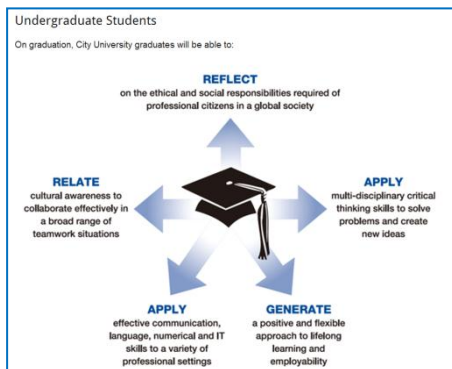 Undergraduate Students
On graduation, City University graduates will be able to:
REFLECT
on the ethical and social responsibilities required of
professional citizens in a global society
RELATE
cultural awareness to
collaborate effectively in
a broad range of
teamwork situations
APPLY
multi-disciplinary critical
thinking skills to solve
problems and create
new ideas
APPLY
effective communication,
language, numerical and IT
skills to a variety of
professional settings
GENERATE
a positive and flexible
approach to lifelong
learning and
employability